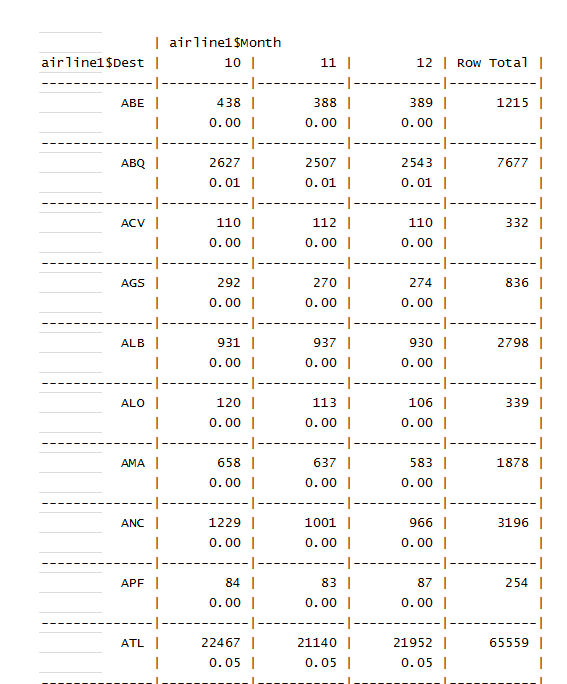 | airline1$Month
airline1$Dest | 10 | 11 | 12 | Row Total |
--------------|-----------|-----------|-----------|-----------|
ABE | 438 | 388 | 389 | 1215 |
| 0.00 | 0.00 | 0.00 | |
--------------|-----------|-----------|-----------|-----------|
ABQ | 2627 | 2507 | 2543 | 7677 |
| 0.01 | 0.01 | 0.01 | |
--------------|-----------|-----------|-----------|-----------|
ACV | 110 | 112 | 110 | 332 |
| 0.00 | 0.00 | 0.00 | |
--------------|-----------|-----------|-----------|-----------|
AGS | 292 | 270 | 274 | 836 |
| 0.00 | 0.00 | 0.00 | |
--------------|-----------|-----------|-----------|-----------|
ALB | 931 | 937 | 930 | 2798 |
| 0.00 | 0.00 | 0.00 | |
--------------|-----------|-----------|-----------|-----------|
ALO | 120 | 113 | 106 | 339 |
| 0.00 | 0.00 | 0.00 | |
--------------|-----------|-----------|-----------|-----------|
AMA | 658 | 637 | 583 | 1878 |
| 0.00 | 0.00 | 0.00 | |
--------------|-----------|-----------|-----------|-----------|
ANC | 1229 | 1001 | 966 | 3196 |
| 0.00 | 0.00 | 0.00 | |
--------------|-----------|-----------|-----------|-----------|
APF | 84 | 83 | 87 | 254 |
| 0.00 | 0.00 | 0.00 | |
--------------|-----------|-----------|-----------|-----------|
ATL | 22467 | 21140 | 21952 | 65559 |
| 0.05 | 0.05 | 0.05 | |
--------------|-----------|-----------|-----------|-----------|